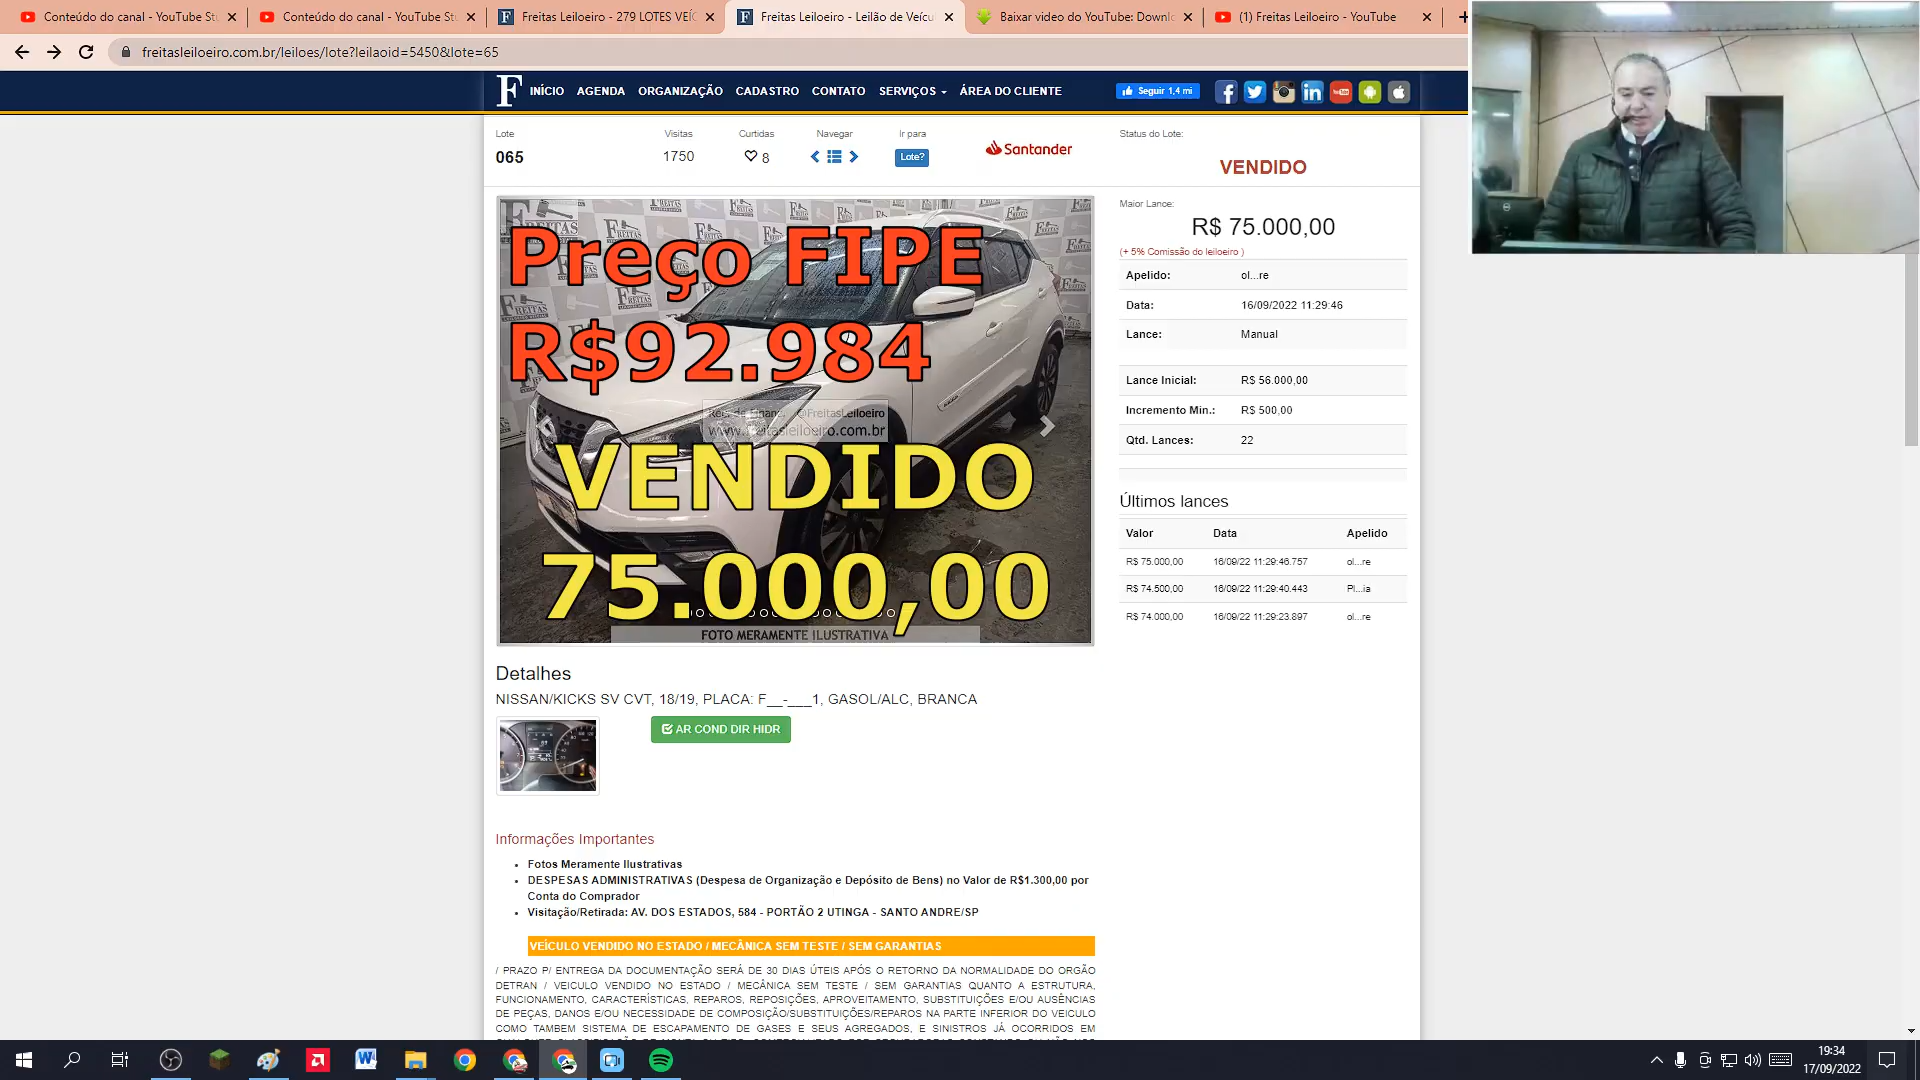 Conteúdo do canal - YouTube Stu
Conteúdo do canal - YouTube Stu
Freitas Leiloeiro - 279 LOTES VEÍC
Freitas Leiloeiro - Leilão de Veícu
Baixar video do YouTube: Downlo
(1) Freitas Leiloeiro - YouTube
freitasleiloeiro.com.br/leiloes/lote?leilaoid=5450&lote=65
F INÍCIO AGENDA ORGANIZAÇÃO CADASTRO CONTATO SERVIÇOS ÁREA DO CLIENTE
Seguir 1,4 mi
Lote Visitas Curtidas Navegar Ir para
065 1750 8 Lote?
Santander
Status do Lote:
VENDIDO
Preço FIPE
R$92.984
VENDIDO
75.000,00
@FreitasLeiloeiro
www.freitasleiloeiro.com.br
FOTO MERAMENTE ILUSTRATIVA
Maior Lance:
R$ 75.000,00
(+ 5% Comissão do leiloeiro )
Apelido: ol...re
Data: 16/09/2022 11:29:46
Lance: Manual
Lance Inicial: R$ 56.000,00
Incremento Min.: R$ 500,00
Qtd. Lances: 22
Últimos lances
Valor Data Apelido
R$ 75.000,00 16/09/22 11:29:46.757 ol...re
R$ 74.500,00 16/09/22 11:29:40.443 Pl...ia
R$ 74.000,00 16/09/22 11:29:23.897 ol...re
Detalhes
NISSAN/KICKS SV CVT, 18/19, PLACA: F__-___1, GASOL/ALC, BRANCA
AR COND DIR HIDR
Informações Importantes
• Fotos Meramente Ilustrativas
• DESPESAS ADMINISTRATIVAS (Despesa de Organização e Depósito de Bens) no Valor de R$1.300,00 por
Conta do Comprador
• Visitação/Retirada: AV. DOS ESTADOS, 584 - PORTÃO 2 UTINGA - SANTO ANDRE/SP
VEÍCULO VENDIDO NO ESTADO / MECÂNICA SEM TESTE / SEM GARANTIAS
/ PRAZO P/ ENTREGA DA DOCUMENTAÇÃO SERÁ DE 30 DIAS ÚTEIS APÓS O RETORNO DA NORMALIDADE DO ORGÃO
DETRAN / VEICULO VENDIDO NO ESTADO / MECÂNICA SEM TESTE / SEM GARANTIAS QUANTO A ESTRUTURA,
FUNCIONAMENTO, CARACTERÍSTICAS, REPAROS, REPOSIÇÕES, APROVEITAMENTO, SUBSTITUIÇÕES E/OU AUSÊNCIAS
DE PEÇAS, DANOS E/OU NECESSIDADE DE COMPOSIÇÃO/SUBSTITUIÇÕES/REPAROS NA PARTE INFERIOR DO VEICULO
COMO TAMBEM SISTEMA DE ESCAPAMENTO DE GASES E SEUS AGREGADOS, E SINISTROS JÁ OCORRIDOS EM
19:34
17/09/2022